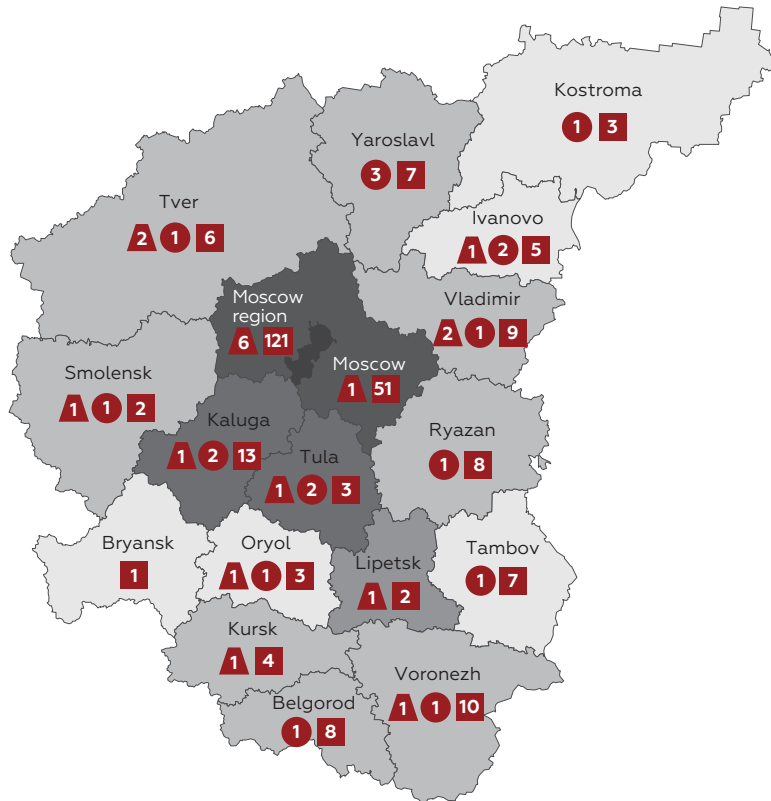 Kostroma
1 3
Yaroslavl
3 7
Tver
2 1 6
Ivanovo
1 2 5
Moscow
region
6 121
Vladimir
2 1 9
Moscow
1 51
Smolensk
1 1 2
Kaluga
1 2 13
Ryazan
1 8
Tula
1 2 3
Bryansk
1
Oryol
1 1 3
Lipetsk
1 2
Tambov
1 7
Kursk
1 4
Voronezh
1 1 10
Belgorod
1 8